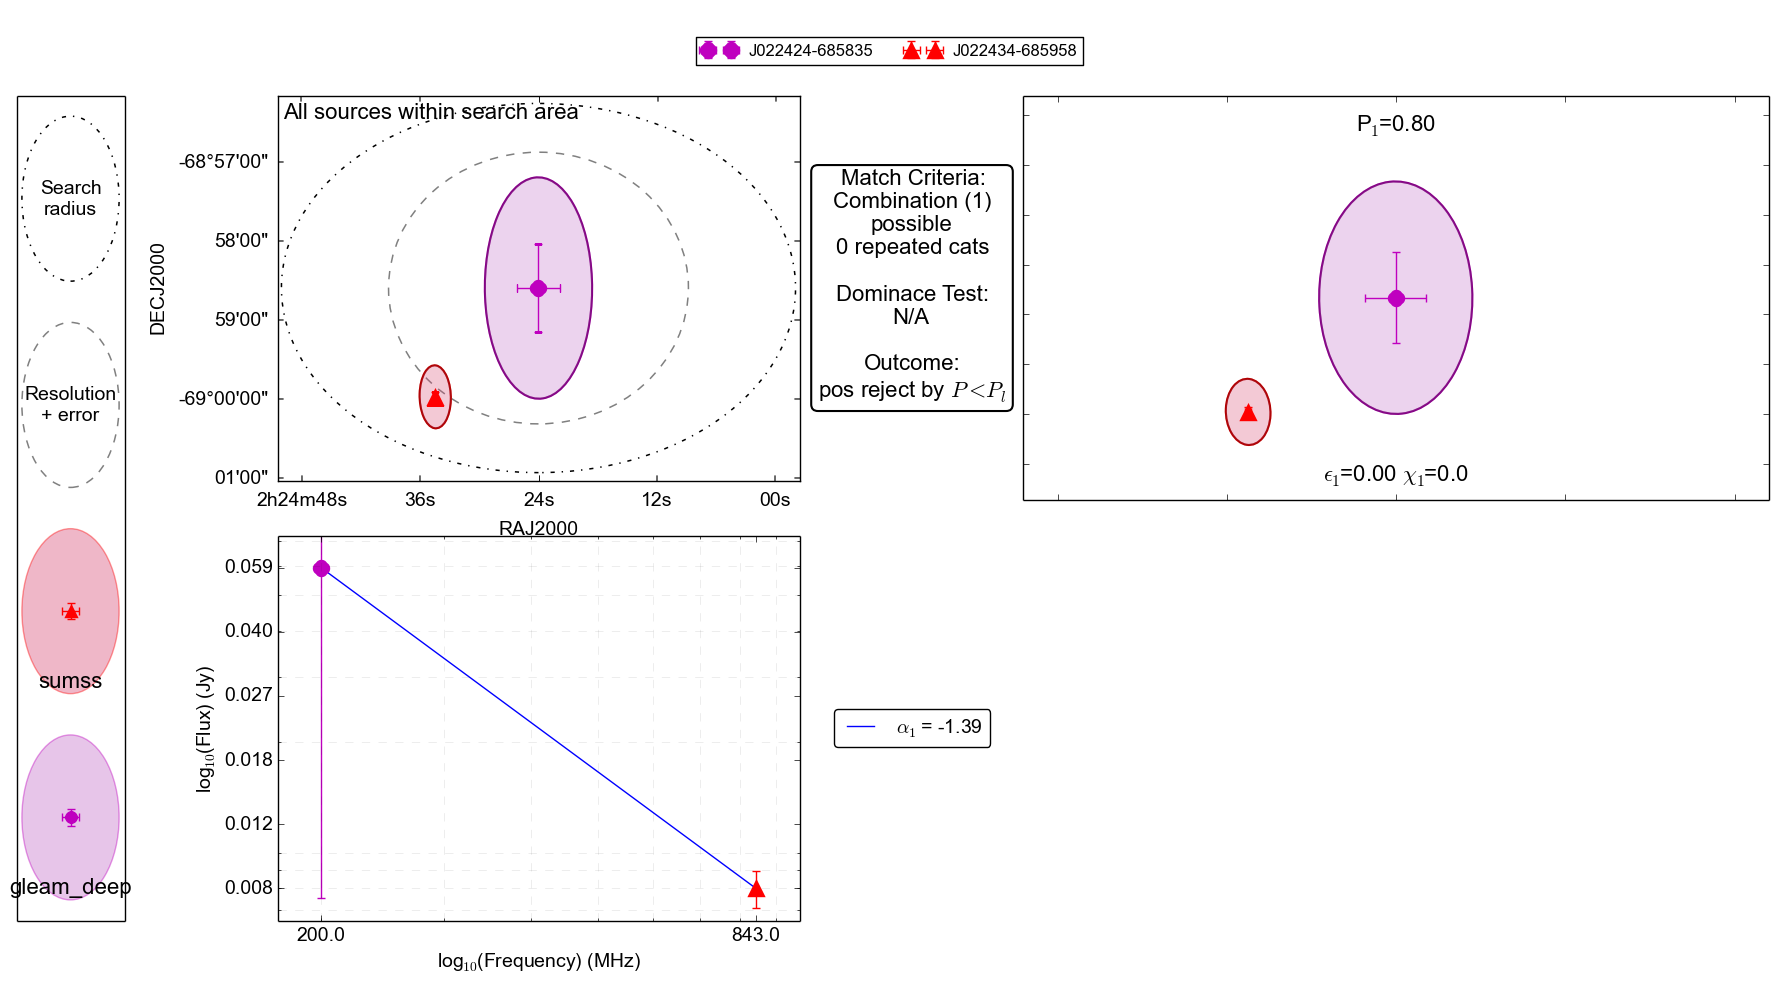 J022424-685835
J022434-685958
Search
radius
Resolution
+ error
sumss
gleam_deep
All sources within search area
DECJ2000
-68°57'00"
58'00"
59'00"
-69°00'00"
01'00"
2h24m48s
36s
24s
12s
00s
RAJ2000
Match Criteria:
Combination (1)
possible
0 repeated cats
Dominace Test:
N/A
Outcome:
pos reject by P<P_l
P_1=0.80
ϵ_1=0.00 χ_1=0.0
log_10(Flux) (Jy)
0.059
0.040
0.027
0.018
0.012
0.008
200.0
843.0
log_10(Frequency) (MHz)
α_1 = -1.39